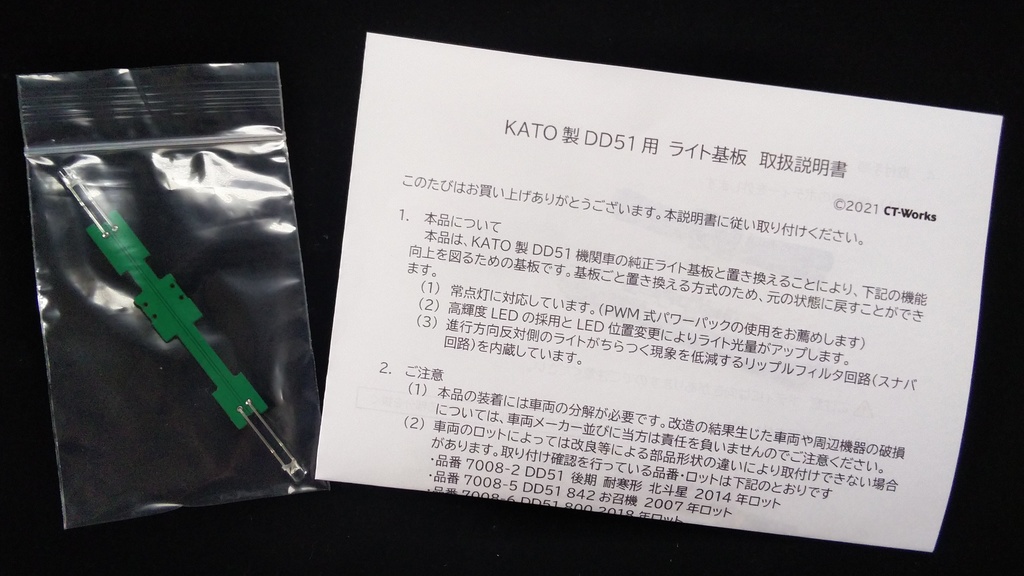 KATO 製 DD51 用 ライト基板 取扱説明書
©2021 CT-Works
このたびはお買い上げありがとうございます。本説明書に従い取り付けください。
1. 本品について
本品は、KATO 製 DD51 機関車の純正ライト基板と置き換えることにより、下記の機能
向上を図るための基板です。基板ごと置き換える方式のため、元の状態に戻すことができ
ます。
(1) 常点灯に対応しています。(PWM 式パワーパックの使用をお薦めします)
(2) 高輝度 LED の採用と LED 位置変更によりライト光量がアップします。
(3) 進行方向反対側のライトがちらつく現象を低減するリップルフィルタ回路(スナバ
回路)を内蔵しています。
2. ご注意
(1) 本品の装着には車両の分解が必要です。改造の結果生じた車両や周辺機器の破損
については、車両メーカー並びに当方は責任を負いませんのでご注意ください。
(2) 車両のロットによっては改良等による部品形状の違いにより取付けできない場合
があります。取り付け確認を行っている品番・ロットは下記のとおりです
・品番 7008-2 DD51 後期 耐寒形 北斗星 2014 年ロット
・品番 7008-5 DD51 842 お召機 2007 年ロット
・品番 7008-6 DD51 800 2018 年ロット